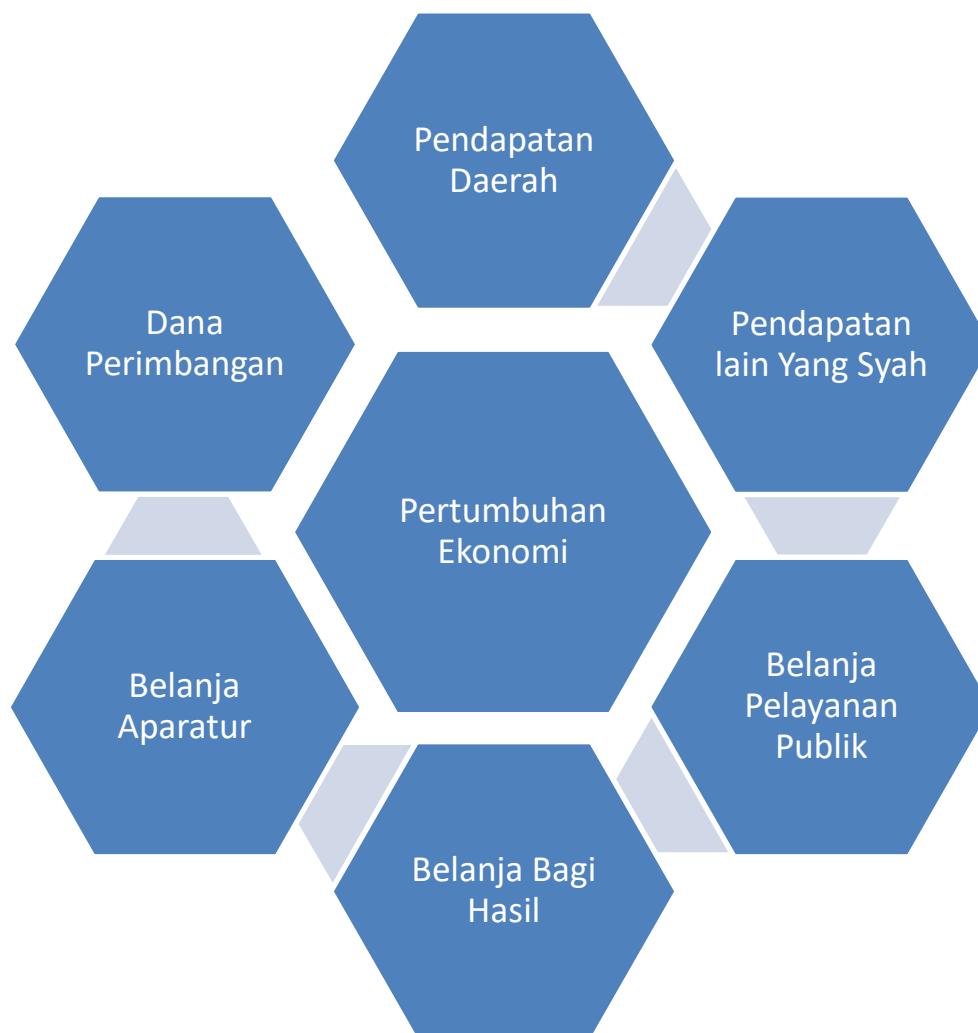 Pendapatan
Daerah
Pendapatan
lain Yang Syah
Belanja
Pelayanan
Publik
Belanja Bagi
Hasil
Belanja
Aparatur
Dana
Perimbangan
Pertumbuhan
Ekonomi